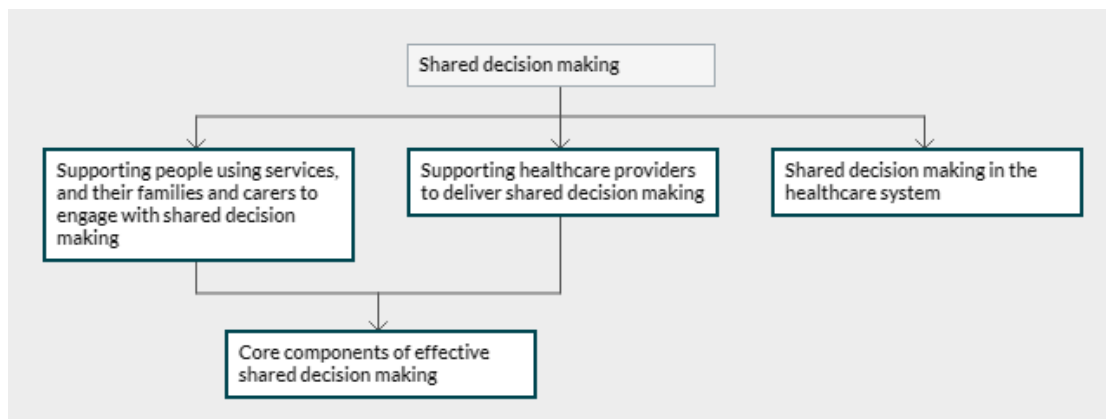 Shared decision making
Supporting people using services,
and their families and carers to
engage with shared decision
making
Supporting healthcare providers
to deliver shared decision making
Shared decision making in the
healthcare system
Core components of effective
shared decision making